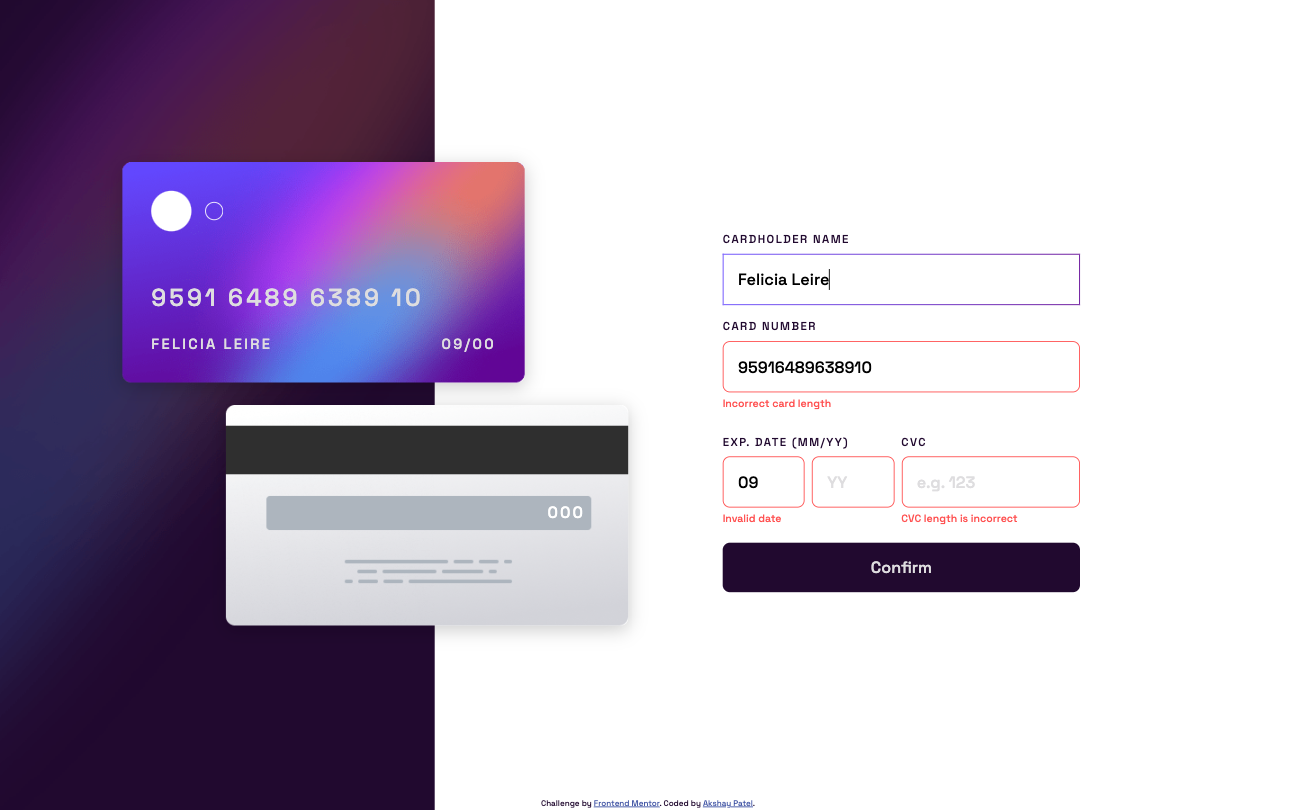 9591 6489 6389 10
FELICIA LEIRE 09/00
000
CARDHOLDER NAME
Felicia Leire
CARD NUMBER
95916489638910
Incorrect card length
EXP. DATE (MM/YY) CVC
09 YY e.g. 123
Invalid date CVC length is incorrect
Confirm
Challenge by Frontend Mentor. Coded by Akshay Patel.